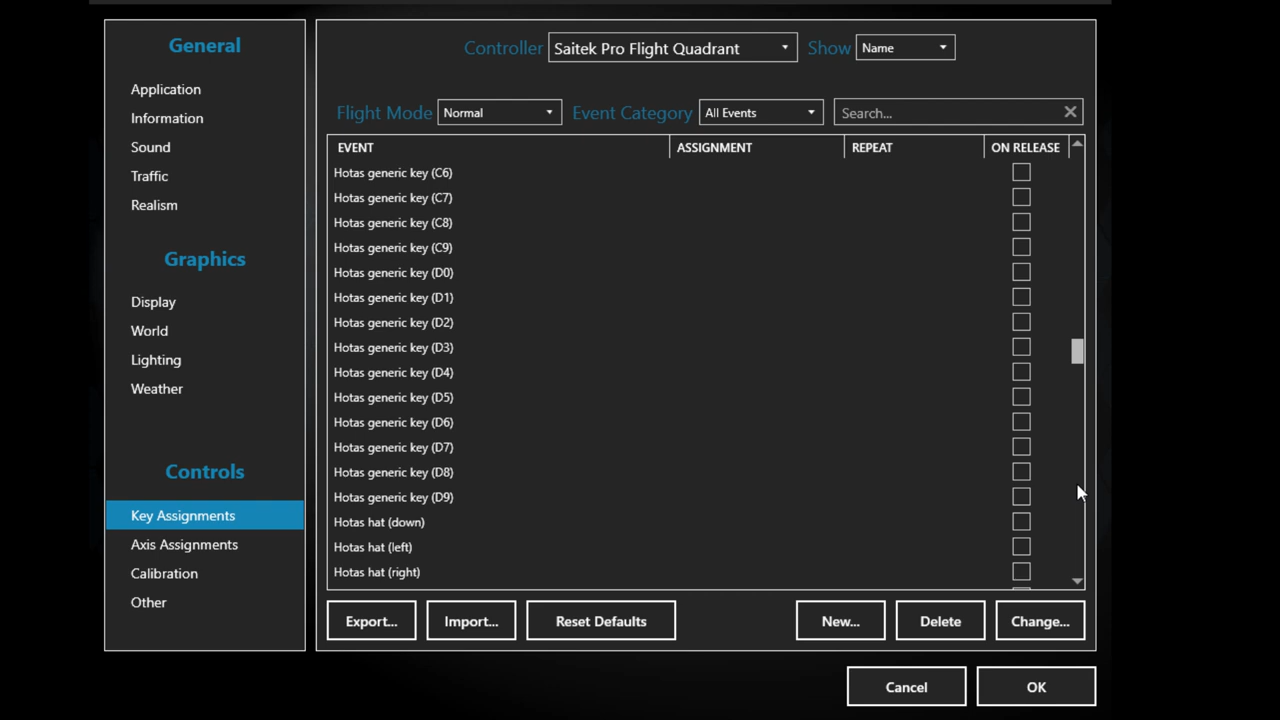 General
Application
Information
Sound
Traffic
Realism
Graphics
Display
World
Lighting
Weather
Controls
Key Assignments
Axis Assignments
Calibration
Other
Controller Saitek Pro Flight Quadrant Show Name
Flight Mode Normal Event Category All Events Search...
EVENT ASSIGNMENT REPEAT ON RELEASE
Hotas generic key (C6)
Hotas generic key (C7)
Hotas generic key (C8)
Hotas generic key (C9)
Hotas generic key (D0)
Hotas generic key (D1)
Hotas generic key (D2)
Hotas generic key (D3)
Hotas generic key (D4)
Hotas generic key (D5)
Hotas generic key (D6)
Hotas generic key (D7)
Hotas generic key (D8)
Hotas generic key (D9)
Hotas hat (down)
Hotas hat (left)
Hotas hat (right)
Export... Import... Reset Defaults New... Delete Change...
Cancel OK